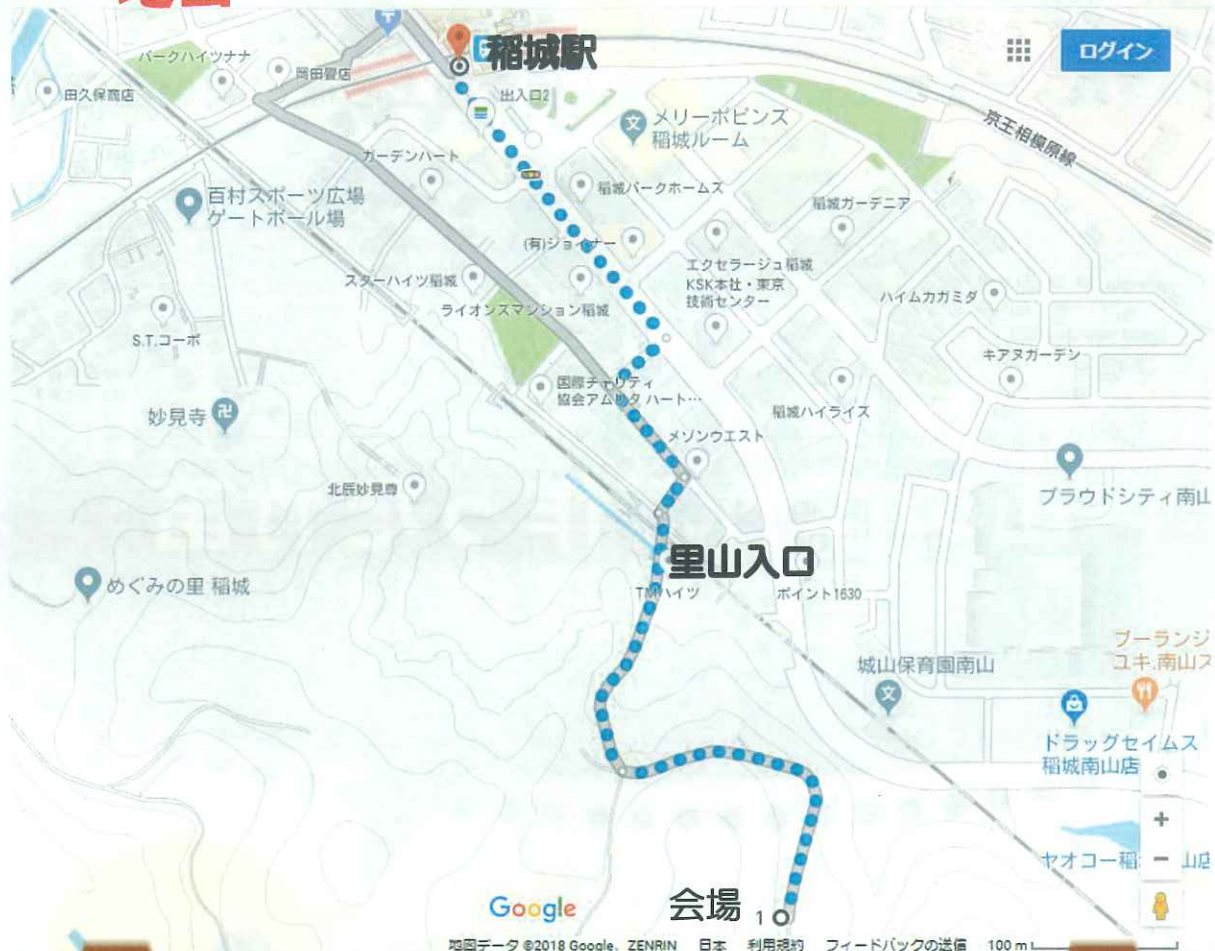 稲城駅
ログイン
パークハイツナナ
岡田畳店
田久保商店
出入口2
メリーポピンズ
稲城ルーム
京王相模原線
ガーデンハート
百村スポーツ広場
ゲートボール場
稲城パークホームズ
稲城ガーデニア
(有)ジョイナー
エクセラージュ稲城
KSK本社・東京
技術センター
スターハイツ稲城
ライオンスマンション稲城
ハイムカガミダ
S.T.コーポ
キアヌガーデン
国際チャリティ
協会アムリタ ハート…
稲城ハイライズ
妙見寺
メゾンウエスト
北辰妙見尊
プラウドシティ南山
里山入口
めぐみの里 稲城
TMハイツ
ポイント1630
ブーランジ
ユキ.南山ス
城山保育園南山
ドラッグセイムス
稲城南山店
ヤオコー稲
山店
Google
会場 1
地図データ ©2018 Google、ZENRIN 日本 利用規約 フィードバックの送信 100 m